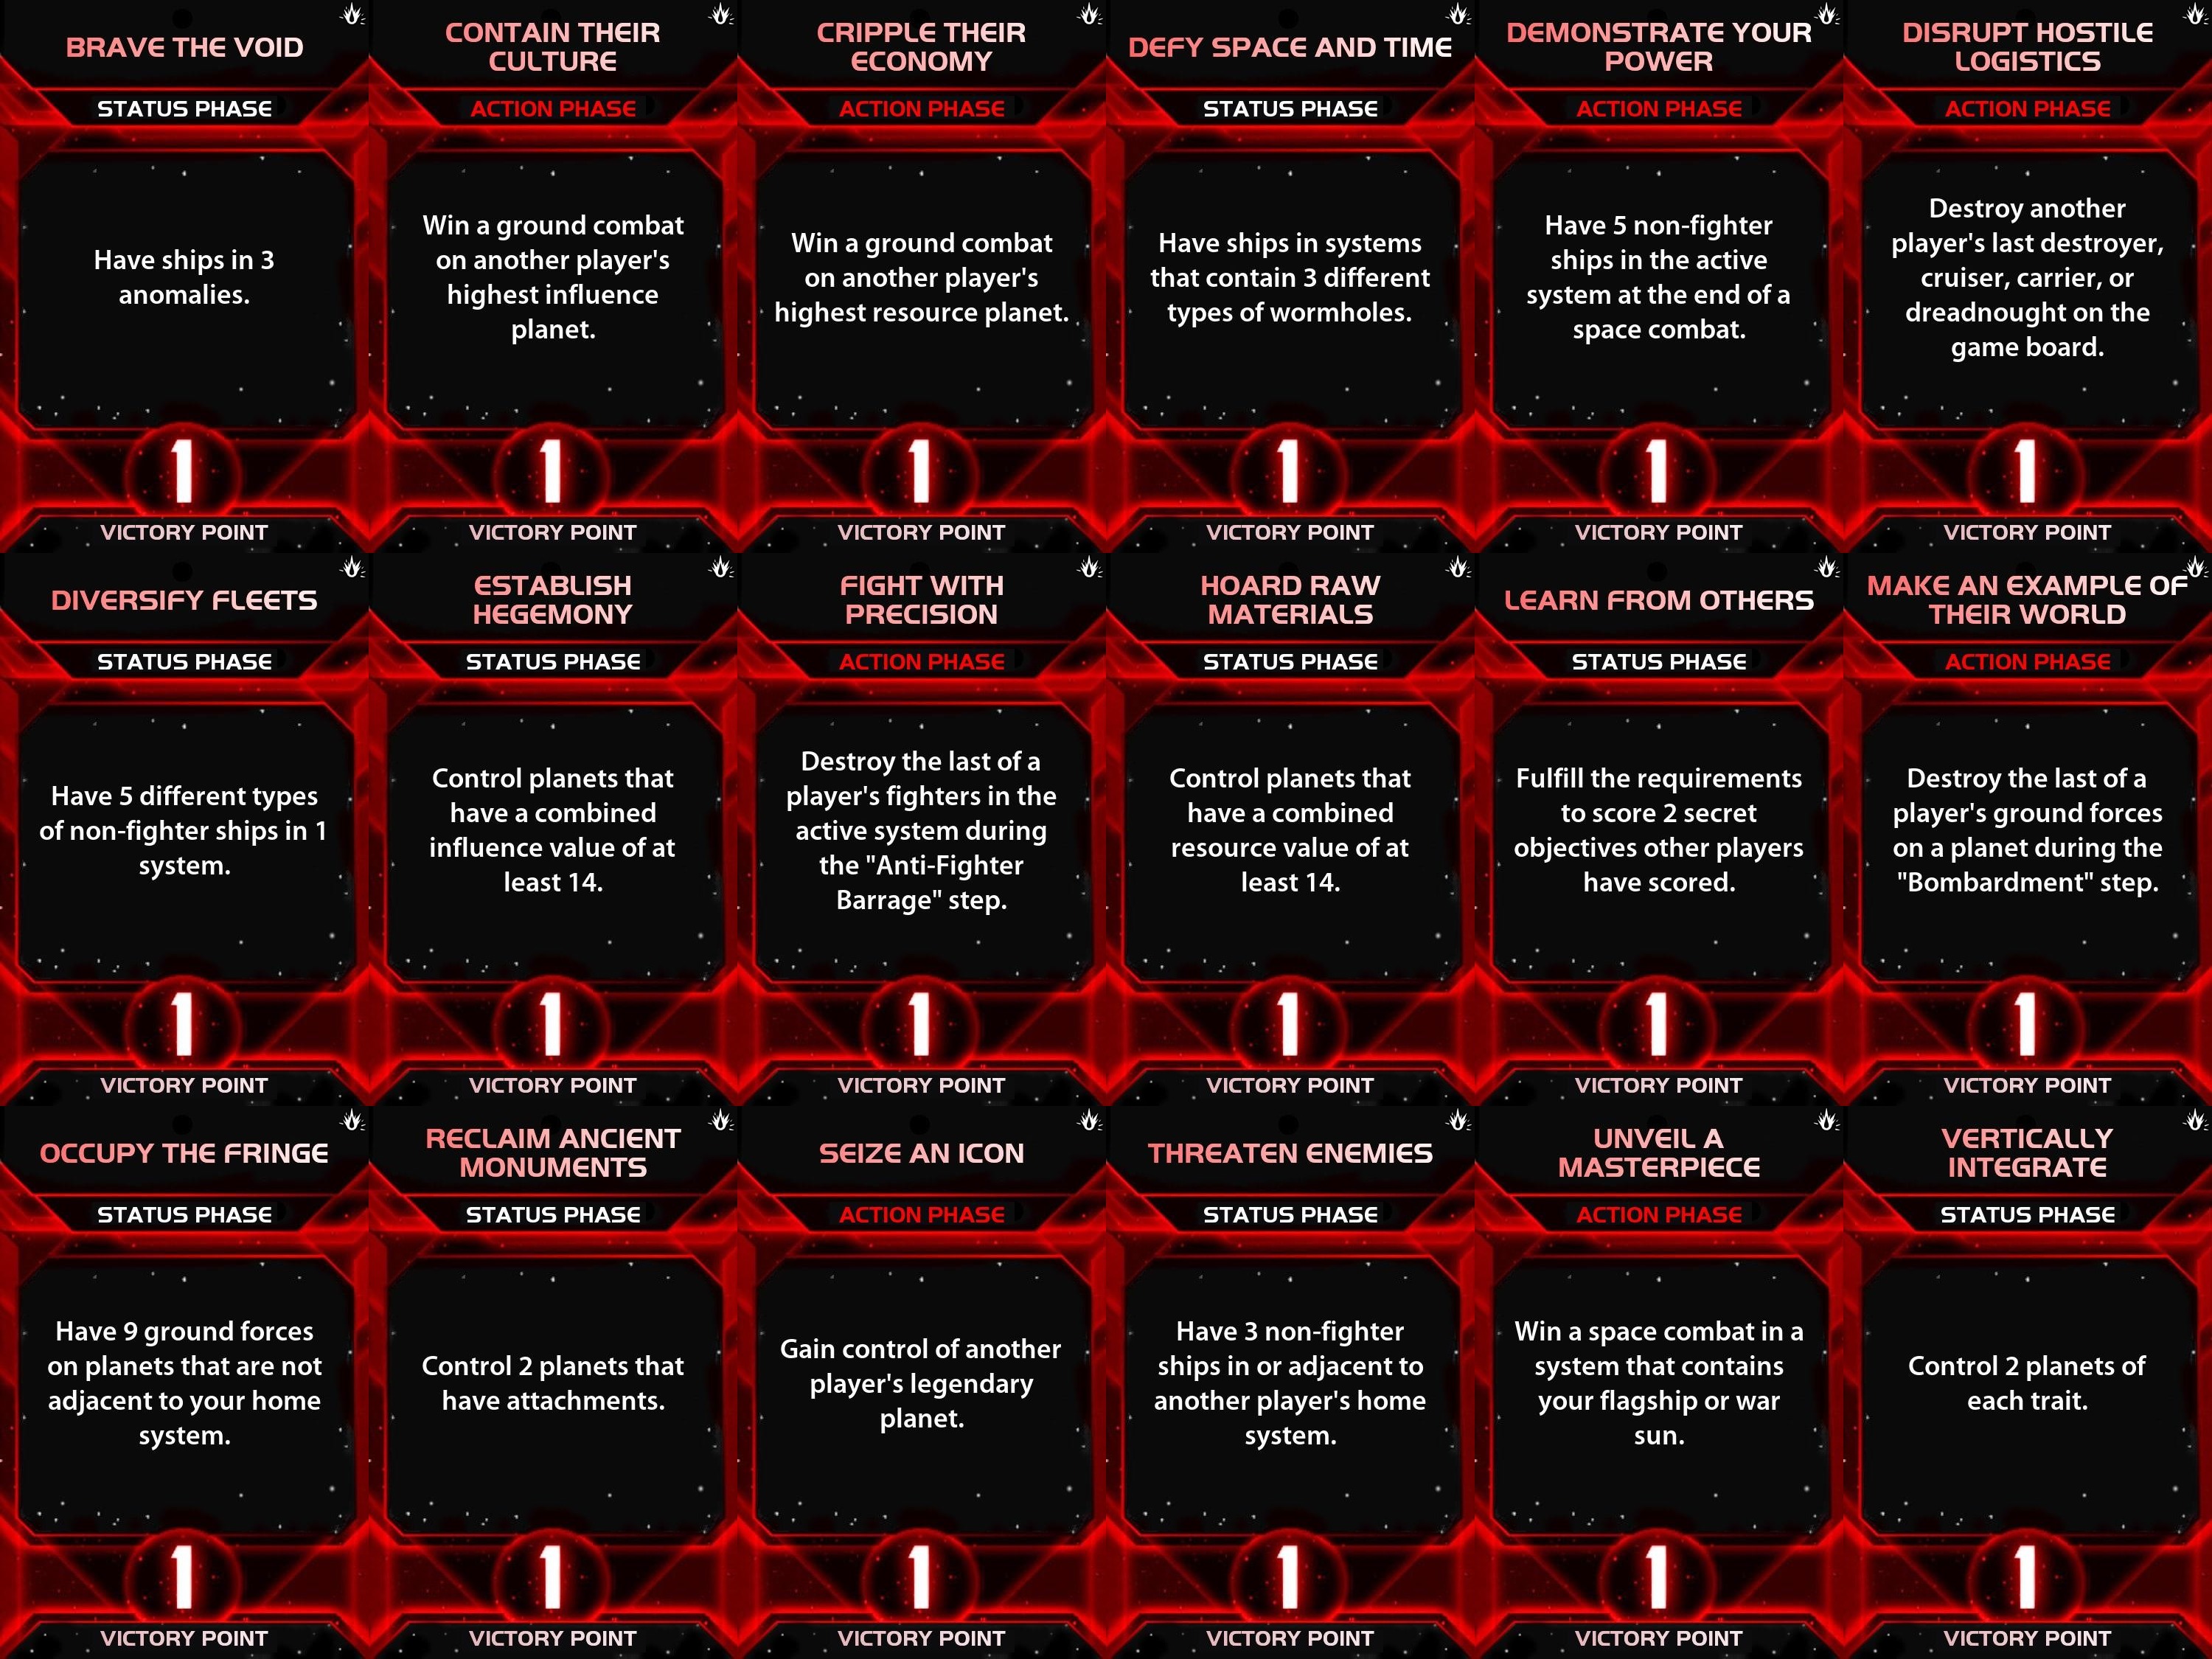 BRAVE THE VOID
STATUS PHASE
Have ships in 3
anomalies.
1
VICTORY POINT
CONTAIN THEIR
CULTURE
ACTION PHASE
Win a ground combat
on another player's
highest influence
planet.
1
VICTORY POINT
CRIPPLE THEIR
ECONOMY
ACTION PHASE
Win a ground combat
on another player's
highest resource planet.
1
VICTORY POINT
DEFY SPACE AND TIME
STATUS PHASE
Have ships in systems
that contain 3 different
types of wormholes.
1
VICTORY POINT
DEMONSTRATE YOUR
POWER
ACTION PHASE
Have 5 non-fighter
ships in the active
system at the end of a
space combat.
1
VICTORY POINT
DISRUPT HOSTILE
LOGISTICS
ACTION PHASE
Destroy another
player's last destroyer,
cruiser, carrier, or
dreadnought on the
game board.
1
VICTORY POINT
DIVERSIFY FLEETS
STATUS PHASE
Have 5 different types
of non-fighter ships in 1
system.
1
VICTORY POINT
ESTABLISH
HEGEMONY
STATUS PHASE
Control planets that
have a combined
influence value of at
least 14.
1
VICTORY POINT
FIGHT WITH
PRECISION
ACTION PHASE
Destroy the last of a
player's fighters in the
active system during
the "Anti-Fighter
Barrage" step.
1
VICTORY POINT
HOARD RAW
MATERIALS
STATUS PHASE
Control planets that
have a combined
resource value of at
least 14.
1
VICTORY POINT
LEARN FROM OTHERS
STATUS PHASE
Fulfill the requirements
to score 2 secret
objectives other players
have scored.
1
VICTORY POINT
MAKE AN EXAMPLE OF
THEIR WORLD
ACTION PHASE
Destroy the last of a
player's ground forces
on a planet during the
"Bombardment" step.
1
VICTORY POINT
OCCUPY THE FRINGE
STATUS PHASE
Have 9 ground forces
on planets that are not
adjacent to your home
system.
1
VICTORY POINT
RECLAIM ANCIENT
MONUMENTS
STATUS PHASE
Control 2 planets that
have attachments.
1
VICTORY POINT
SEIZE AN ICON
ACTION PHASE
Gain control of another
player's legendary
planet.
1
VICTORY POINT
THREATEN ENEMIES
STATUS PHASE
Have 3 non-fighter
ships in or adjacent to
another player's home
system.
1
VICTORY POINT
UNVEIL A
MASTERPIECE
ACTION PHASE
Win a space combat in a
system that contains
your flagship or war
sun.
1
VICTORY POINT
VERTICALLY
INTEGRATE
STATUS PHASE
Control 2 planets of
each trait.
1
VICTORY POINT